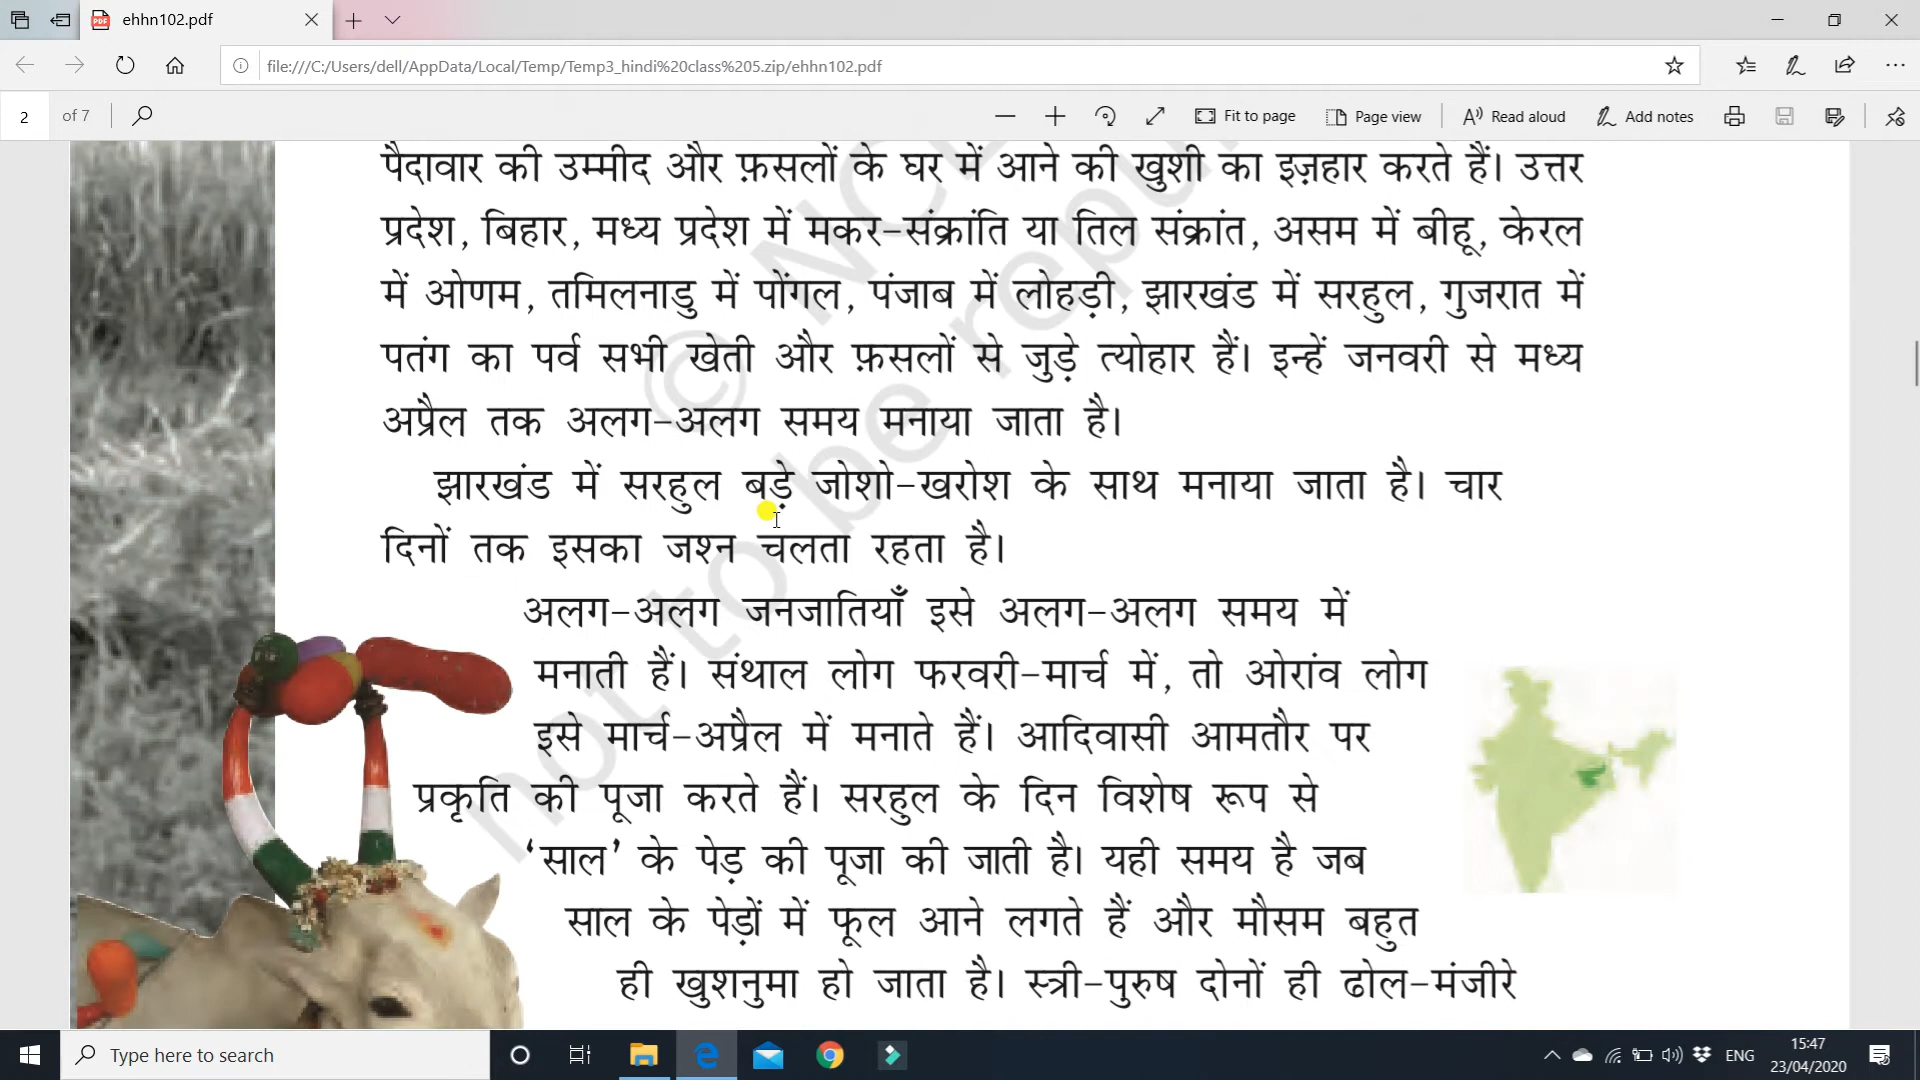 ehhn102.pdf
file:///C:/Users/dell/AppData/Local/Temp/Temp3_hindi%20class%205.zip/ehhn102.pdf
2 of 7 Fit to page Page view Read aloud Add notes
पैदावार की उम्मीद और फ़सलों के घर में आने की खुशी का इज़हार करते हैं। उत्तर
प्रदेश, बिहार, मध्य प्रदेश में मकर-संक्रांति या तिल संक्रांत, असम में बीहू, केरल
में ओणम, तमिलनाडु में पोंगल, पंजाब में लोहड़ी, झारखंड में सरहुल, गुजरात में
पतंग का पर्व सभी खेती और फ़सलों से जुड़े त्योहार हैं। इन्हें जनवरी से मध्य
अप्रैल तक अलग-अलग समय मनाया जाता है।
झारखंड में सरहुल बड़े जोशो-खरोश के साथ मनाया जाता है। चार
दिनों तक इसका जश्न चलता रहता है।
अलग-अलग जनजातियाँ इसे अलग-अलग समय में
मनाती हैं। संथाल लोग फरवरी-मार्च में, तो ओरांव लोग
इसे मार्च-अप्रैल में मनाते हैं। आदिवासी आमतौर पर
प्रकृति की पूजा करते हैं। सरहुल के दिन विशेष रूप से
‘साल’ के पेड़ की पूजा की जाती है। यही समय है जब
साल के पेड़ों में फूल आने लगते हैं और मौसम बहुत
ही खुशनुमा हो जाता है। स्त्री-पुरुष दोनों ही ढोल-मंजीरे
not to be
Type here to search
ENG
15:47
23/04/2020